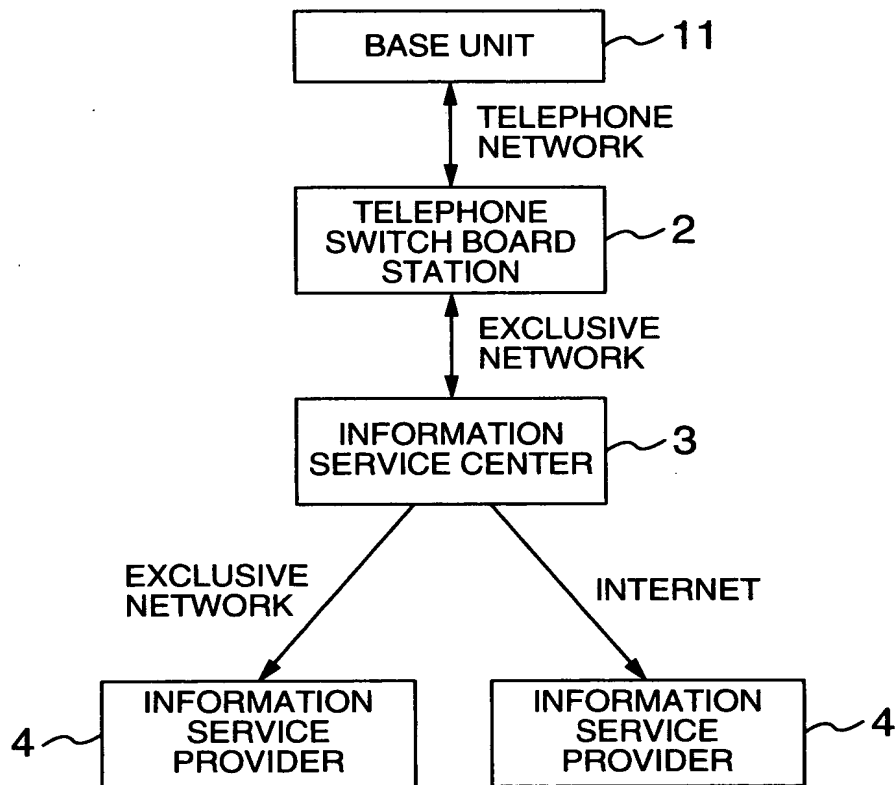 BASE UNIT
11
TELEPHONE
NETWORK
TELEPHONE
SWITCH BOARD
STATION
2
EXCLUSIVE
NETWORK
INFORMATION
SERVICE CENTER
3
EXCLUSIVE
NETWORK
INTERNET
4
INFORMATION
SERVICE
PROVIDER
INFORMATION
SERVICE
PROVIDER
4